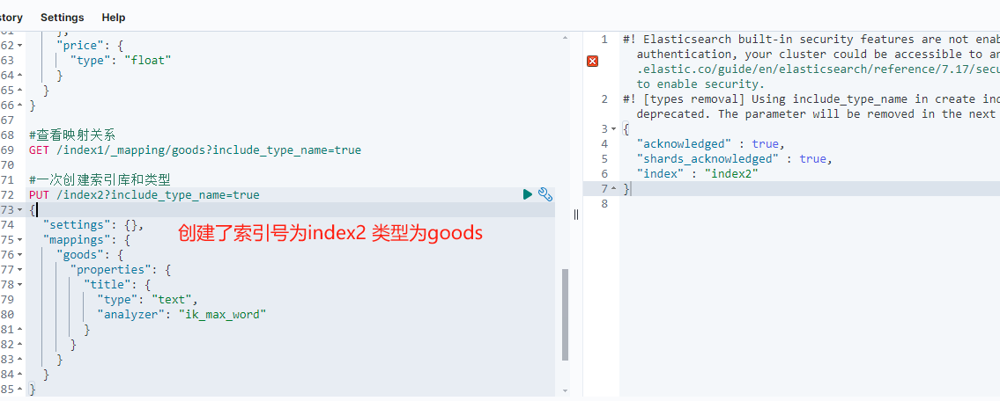 story Settings Help
61 },
62 "price": {
63 "type": "float"
64 }
65 }
66 }
67
68 #查看映射关系
69 GET /index1/_mapping/goods?include_type_name=true
70
71 #一次创建索引库和类型
72 PUT /index2?include_type_name=true
73 {
74 "settings": {},
75 "mappings": {
76 "goods": {
77 "properties": {
78 "title": {
79 "type": "text",
80 "analyzer": "ik_max_word"
81 }
82 }
83 }
84 }
85 }
创建了索引号为index2 类型为goods
1 #! Elasticsearch built-in security features are not enab
authentication, your cluster could be accessible to an
.elastic.co/guide/en/elasticsearch/reference/7.17/secu
to enable security.
2 #! [types removal] Using include_type_name in create ind
deprecated. The parameter will be removed in the next
3 {
4 "acknowledged" : true,
5 "shards_acknowledged" : true,
6 "index" : "index2"
7 }
8